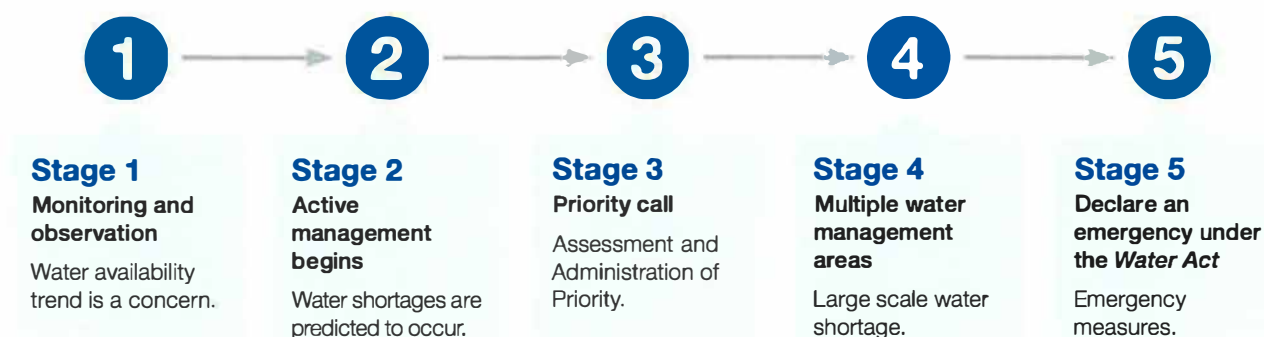 1
2
3
4
5
Stage 1
Monitoring and
observation
Water availability
trend is a concern.
Stage 2
Active
management
begins
Water shortages are
predicted to occur.
Stage 3
Priority call
Assessment and
Administration of
Priority.
Stage 4
Multiple water
management
areas
Large scale water
shortage.
Stage 5
Declare an
emergency under
the Water Act
Emergency
measures.